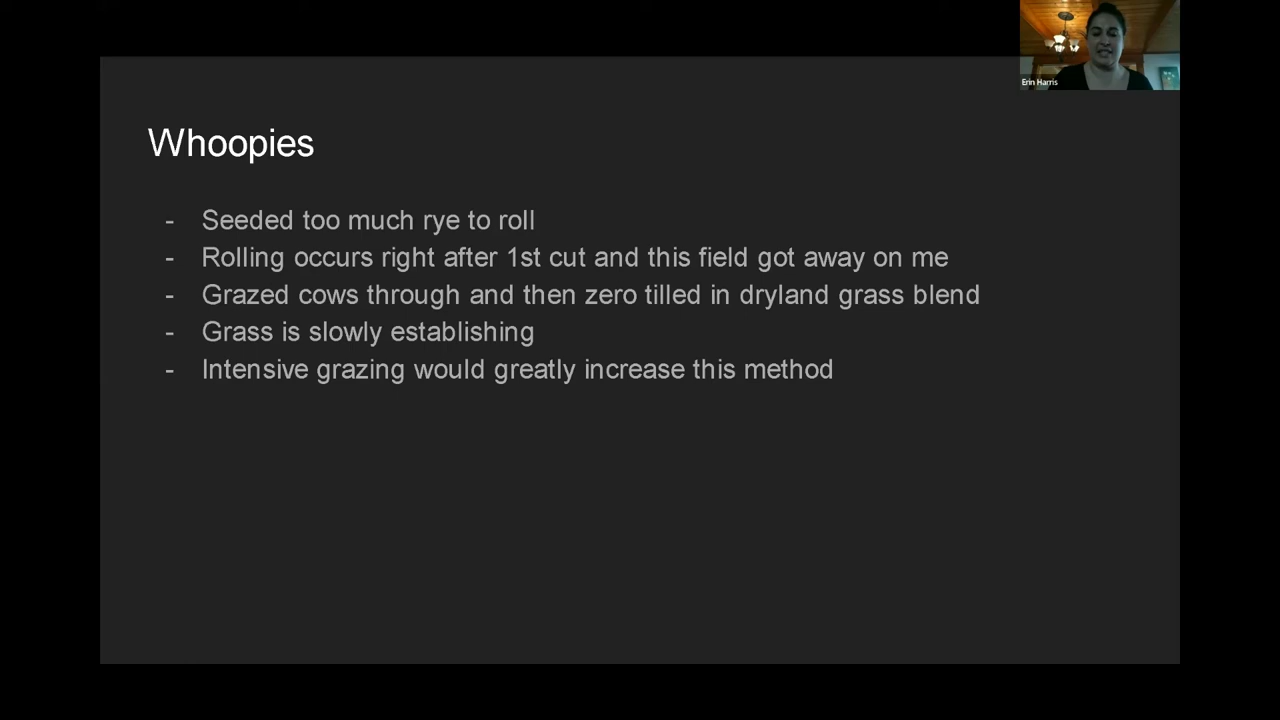 Erin Harris
Whoopies
- Seeded too much rye to roll
- Rolling occurs right after 1st cut and this field got away on me
- Grazed cows through and then zero tilled in dryland grass blend
- Grass is slowly establishing
- Intensive grazing would greatly increase this method